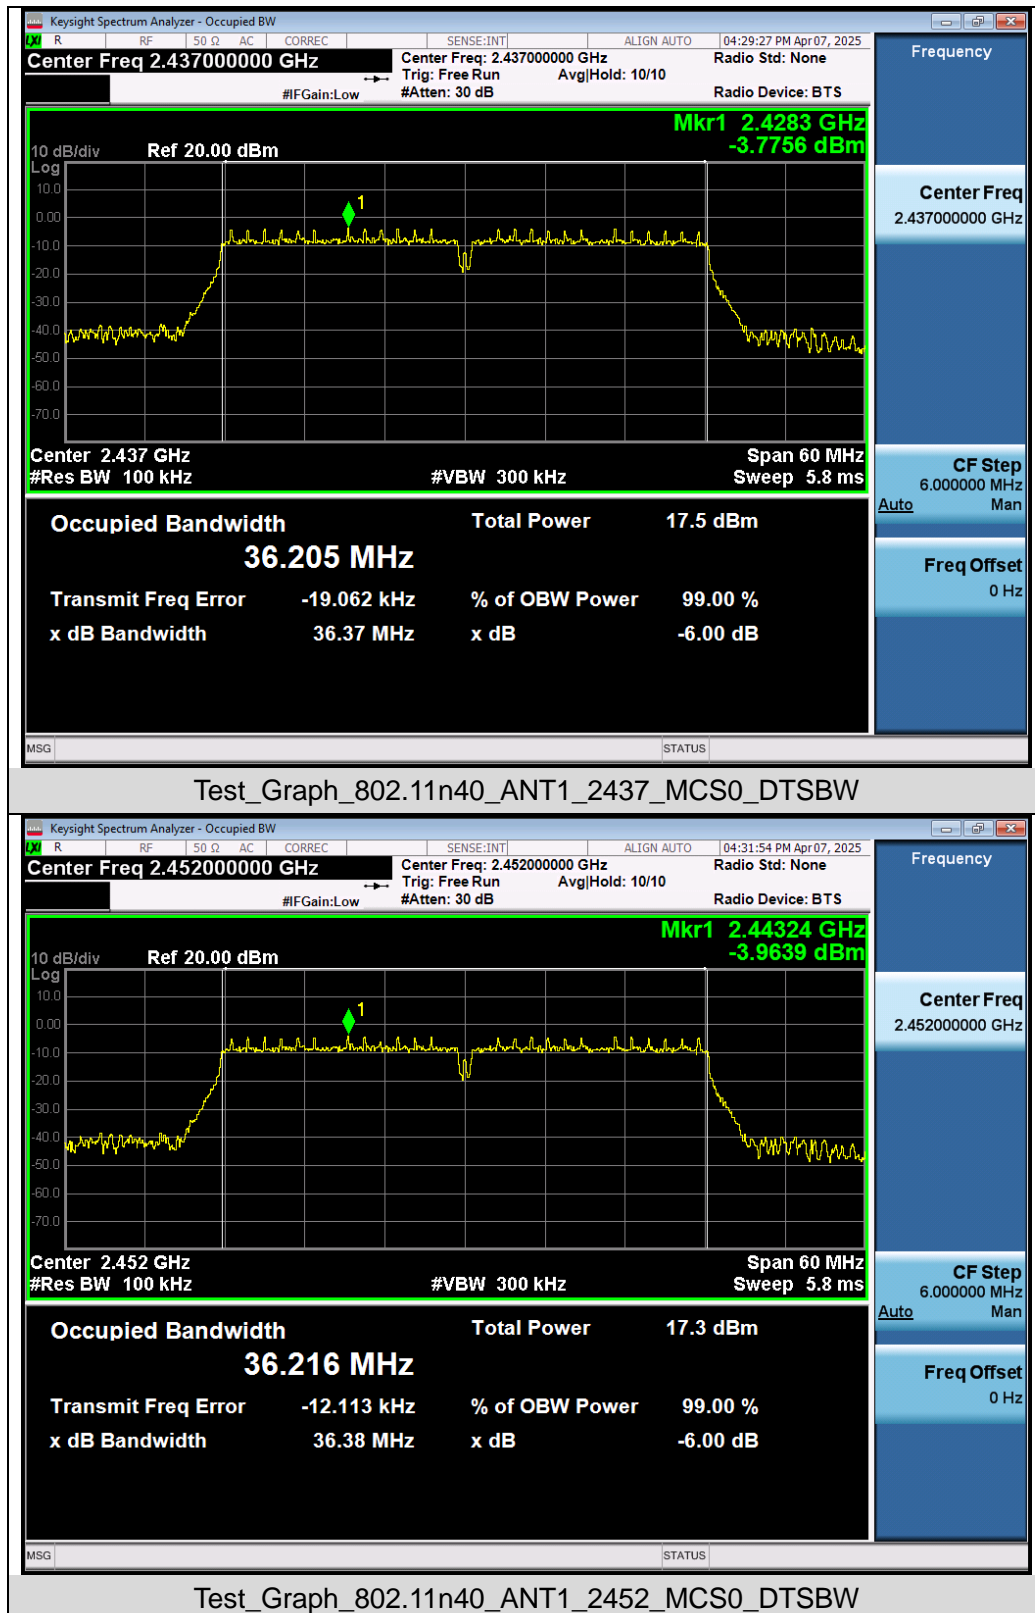 Keysight Spectrum Analyzer - Occupied BW
LXI R RF 50 Ω AC CORREC SENSE:INT ALIGN AUTO 04:29:27 PM Apr 07, 2025
Center Freq 2.437000000 GHz Center Freq: 2.437000000 GHz Radio Std: None
Trig: Free Run Avg|Hold: 10/10
#IFGain:Low #Atten: 30 dB Radio Device: BTS
Frequency
Mkr1 2.4283 GHz
10 dB/div Ref 20.00 dBm -3.7756 dBm
Log
10.0
1
0.00
-10.0
-20.0
-30.0
-40.0
-50.0
-60.0
-70.0
Center 2.437 GHz Span 60 MHz
#Res BW 100 kHz #VBW 300 kHz Sweep 5.8 ms
Center Freq
2.437000000 GHz
CF Step
6.000000 MHz
Auto Man
Freq Offset
0 Hz
Occupied Bandwidth Total Power 17.5 dBm
36.205 MHz
Transmit Freq Error -19.062 kHz % of OBW Power 99.00 %
x dB Bandwidth 36.37 MHz x dB -6.00 dB
MSG STATUS
Test_Graph_802.11n40_ANT1_2437_MCS0_DTSBW
Keysight Spectrum Analyzer - Occupied BW
LXI R RF 50 Ω AC CORREC SENSE:INT ALIGN AUTO 04:31:54 PM Apr 07, 2025
Center Freq 2.452000000 GHz Center Freq: 2.452000000 GHz Radio Std: None
Trig: Free Run Avg|Hold: 10/10
#IFGain:Low #Atten: 30 dB Radio Device: BTS
Frequency
Mkr1 2.44324 GHz
10 dB/div Ref 20.00 dBm -3.9639 dBm
Log
10.0
1
0.00
-10.0
-20.0
-30.0
-40.0
-50.0
-60.0
-70.0
Center 2.452 GHz Span 60 MHz
#Res BW 100 kHz #VBW 300 kHz Sweep 5.8 ms
Center Freq
2.452000000 GHz
CF Step
6.000000 MHz
Auto Man
Freq Offset
0 Hz
Occupied Bandwidth Total Power 17.3 dBm
36.216 MHz
Transmit Freq Error -12.113 kHz % of OBW Power 99.00 %
x dB Bandwidth 36.38 MHz x dB -6.00 dB
MSG STATUS
Test_Graph_802.11n40_ANT1_2452_MCS0_DTSBW